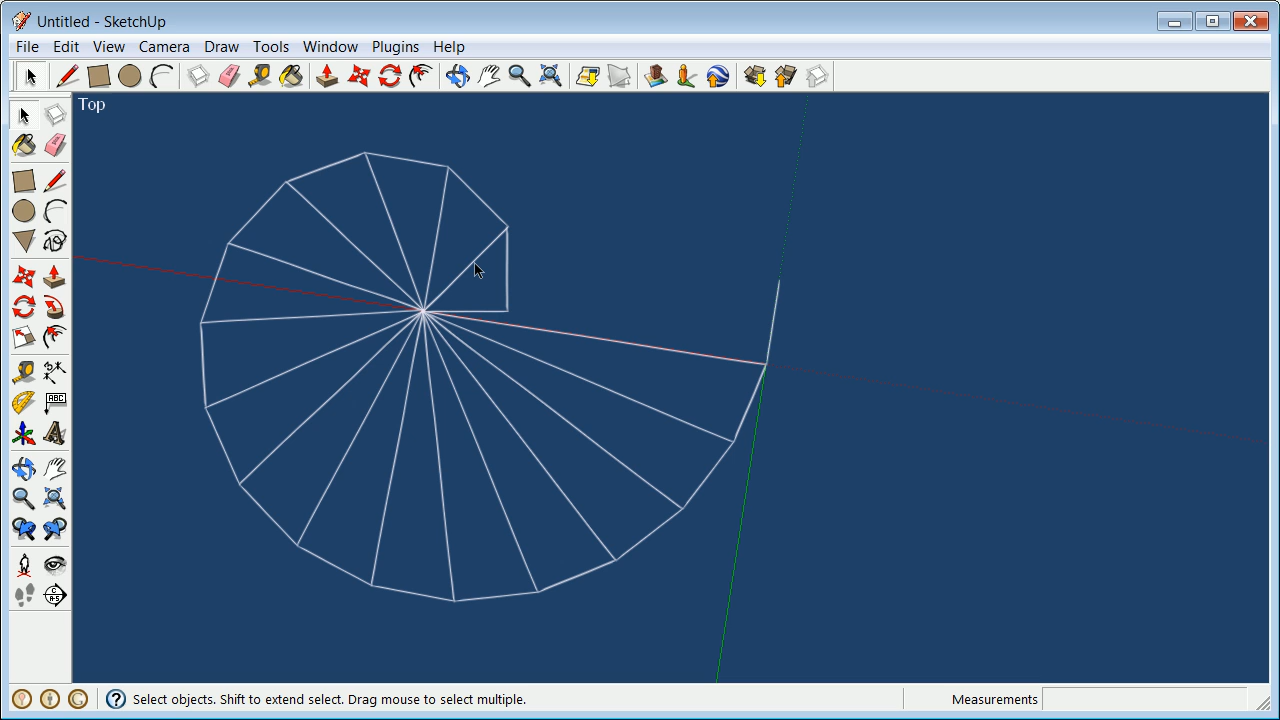 Untitled - SketchUp
File Edit View Camera Draw Tools Window Plugins Help
Top
ABC
Select objects. Shift to extend select. Drag mouse to select multiple.
Measurements